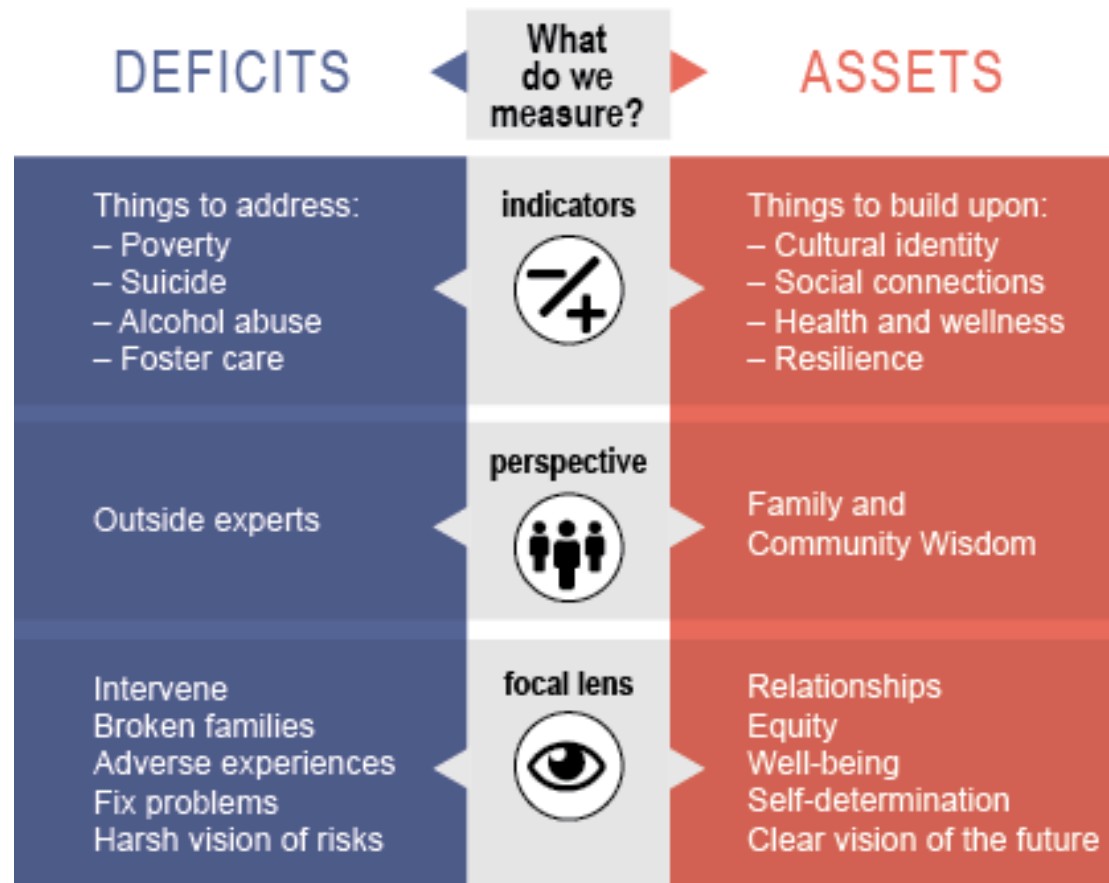 DEFICITS
What
do we
measure?
ASSETS
Things to address:
– Poverty
– Suicide
– Alcohol abuse
– Foster care
indicators
Things to build upon:
– Cultural identity
– Social connections
– Health and wellness
– Resilience
Outside experts
perspective
Family and
Community Wisdom
Intervene
Broken families
Adverse experiences
Fix problems
Harsh vision of risks
focal lens
Relationships
Equity
Well-being
Self-determination
Clear vision of the future